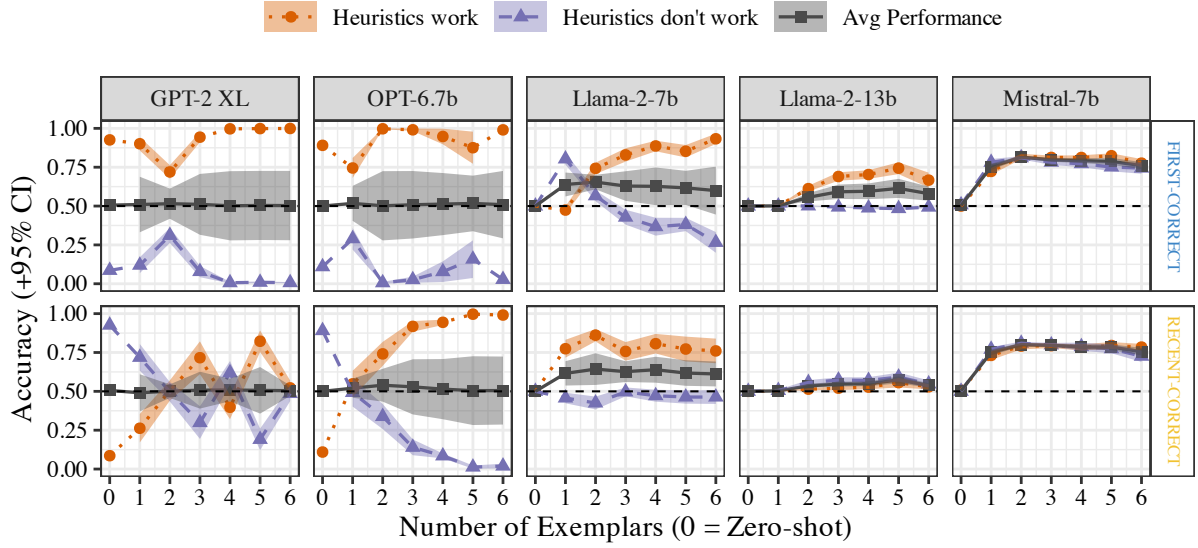 Heuristics work Heuristics don't work Avg Performance
GPT-2 XL OPT-6.7b Llama-2-7b Llama-2-13b Mistral-7b
Accuracy (+95% CI)
1.00
0.75
0.50
0.25
0.00
FIRST-CORRECT
1.00
0.75
0.50
0.25
0.00
RECENT-CORRECT
0 1 2 3 4 5 6 0 1 2 3 4 5 6 0 1 2 3 4 5 6 0 1 2 3 4 5 6 0 1 2 3 4 5 6
Number of Exemplars (0 = Zero-shot)